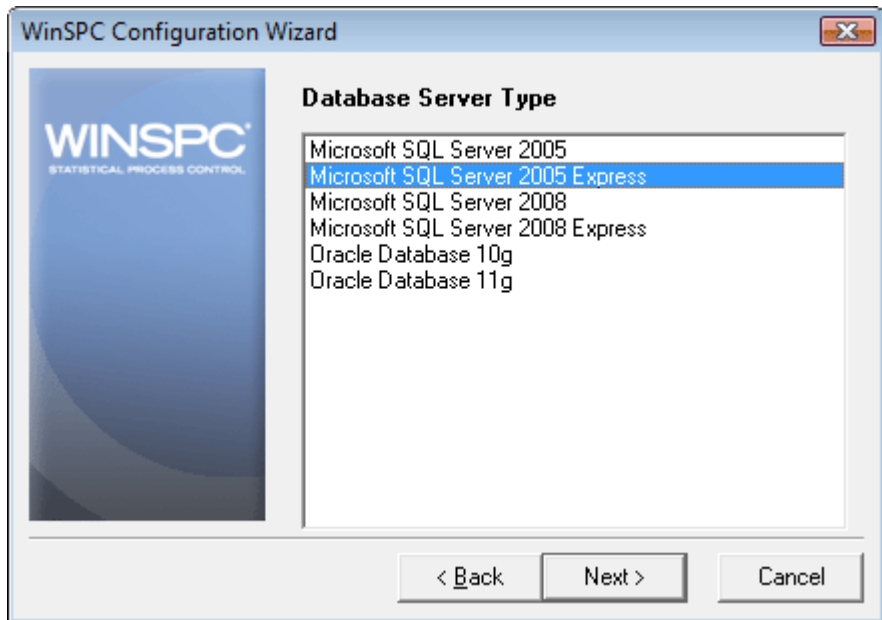 WinSPC Configuration Wizard
WINSPC
STATISTICAL PROCESS CONTROL
Database Server Type
Microsoft SQL Server 2005
Microsoft SQL Server 2005 Express
Microsoft SQL Server 2008
Microsoft SQL Server 2008 Express
Oracle Database 10g
Oracle Database 11g
< Back
Next >
Cancel